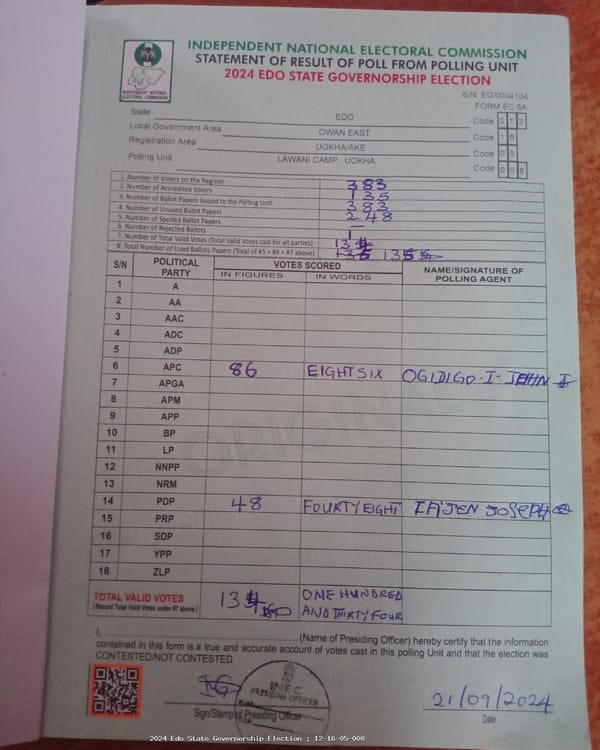 INDEPENDENT NATIONAL ELECTORAL COMMISSION
STATEMENT OF RESULT OF POLL FROM POLLING UNIT
2024 EDO STATE GOVERNORSHIP ELECTION
INEC
INDEPENDENT NATIONAL
ELECTORAL COMMISSION
S/N: EG/0004104
FORM EC 8A
State EDO Code 0 1 2
Local Government Area OWAN EAST Code 1 6
Registration Area UOKHA/AKE Code 0 5
Polling Unit LAWANI CAMP, UOKHA Code 0 0 8
1. Number of Voters on the Register 383
2. Number of Accredited Voters 135
3. Number of Ballot Papers Issued to the Polling Unit 383
4. Number of Unused Ballot Papers 248
5. Number of Spoiled Ballot Papers —
6. Number of Rejected Ballots 1
7. Number of Total Valid Votes (Total Valid Votes cast for all parties) 134
8. Total Number of Used Ballots Papers (Total of #5 + #6 + #7 above) 135 135
S/N POLITICAL PARTY VOTES SCORED NAME/SIGNATURE OF POLLING AGENT
IN FIGURES IN WORDS
1 A
2 AA
3 AAC
4 ADC
5 ADP
6 APC 86 EIGHT SIX OGIDIGO-I-JOHN
7 APGA
8 APM
9 APP
10 BP
11 LP
12 NNPP
13 NRM
14 PDP 48 FOURTY EIGHT JOSEPH
15 PRP
16 SDP
17 YPP
18 ZLP
ORIGINAL
TOTAL VALID VOTES 134 ONE HUNDRED
(Record Total Valid Votes under #7 above) AND THIRTY FOUR
I, (Name of Presiding Officer) hereby certify that the information
contained in this form is a true and accurate account of votes cast in this polling Unit and that the election was
CONTESTED/NOT CONTESTED
INEC
PRESIDING OFFICER
21/09/2024
Sign/Stamp of Presiding Officer
Date
2024 Edo State Governorship Election : 12-16-05-008